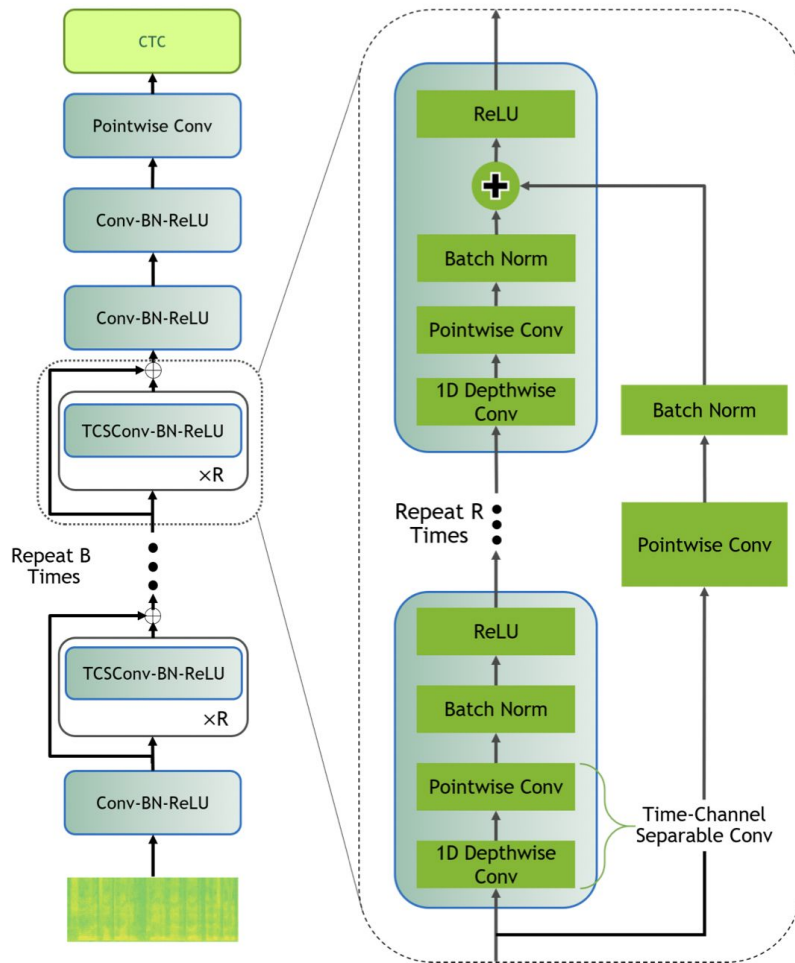 CTC
Pointwise Conv
Conv-BN-ReLU
Conv-BN-ReLU
TCSConv-BN-ReLU
×R
Repeat B
Times
TCSConv-BN-ReLU
×R
Conv-BN-ReLU
ReLU
Batch Norm
Pointwise Conv
1D Depthwise
Conv
Repeat R
Times
ReLU
Batch Norm
Pointwise Conv
1D Depthwise
Conv
Batch Norm
Pointwise Conv
Time-Channel
Separable Conv